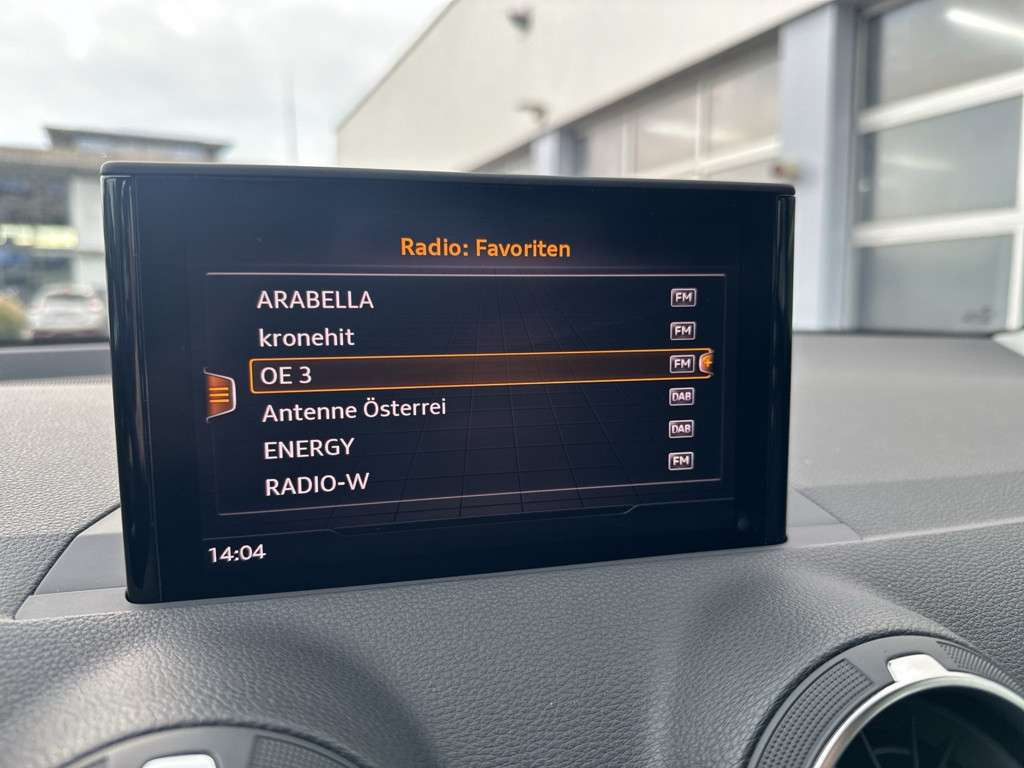 Radio: Favoriten
ARABELLA FM
kronehit FM
OE 3 FM
Antenne Österrei DAB
ENERGY DAB
RADIO-W FM
14:04